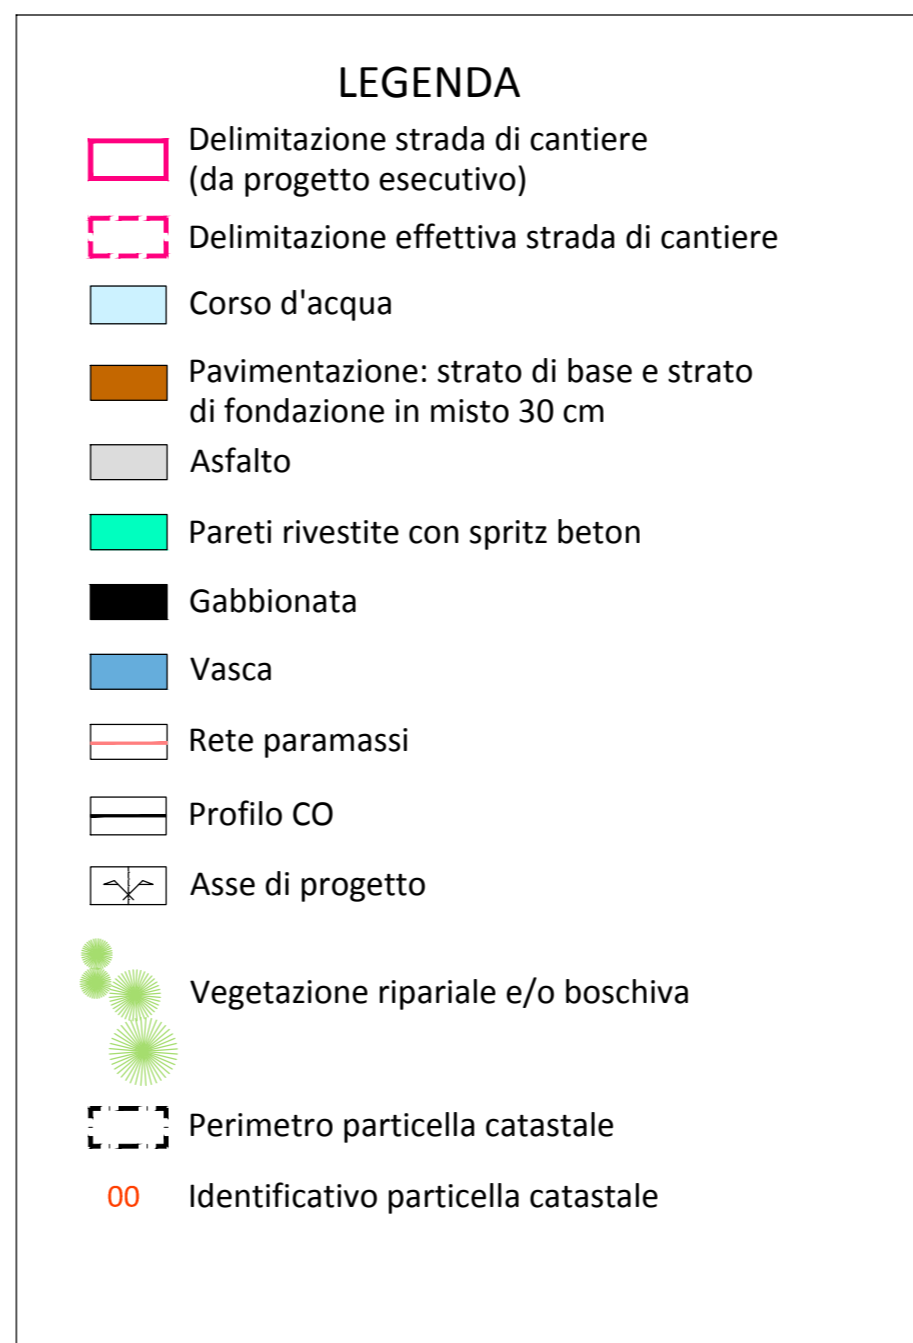 LEGENDA
Delimitazione strada di cantiere
(da progetto esecutivo)
Delimitazione effettiva strada di cantiere
Corso d'acqua
Pavimentazione: strato di base e strato
di fondazione in misto 30 cm
Asfalto
Pareti rivestite con spritz beton
Gabbionata
Vasca
Rete paramassi
Profilo CO
Asse di progetto
Vegetazione ripariale e/o boschiva
Perimetro particella catastale
00 Identificativo particella catastale